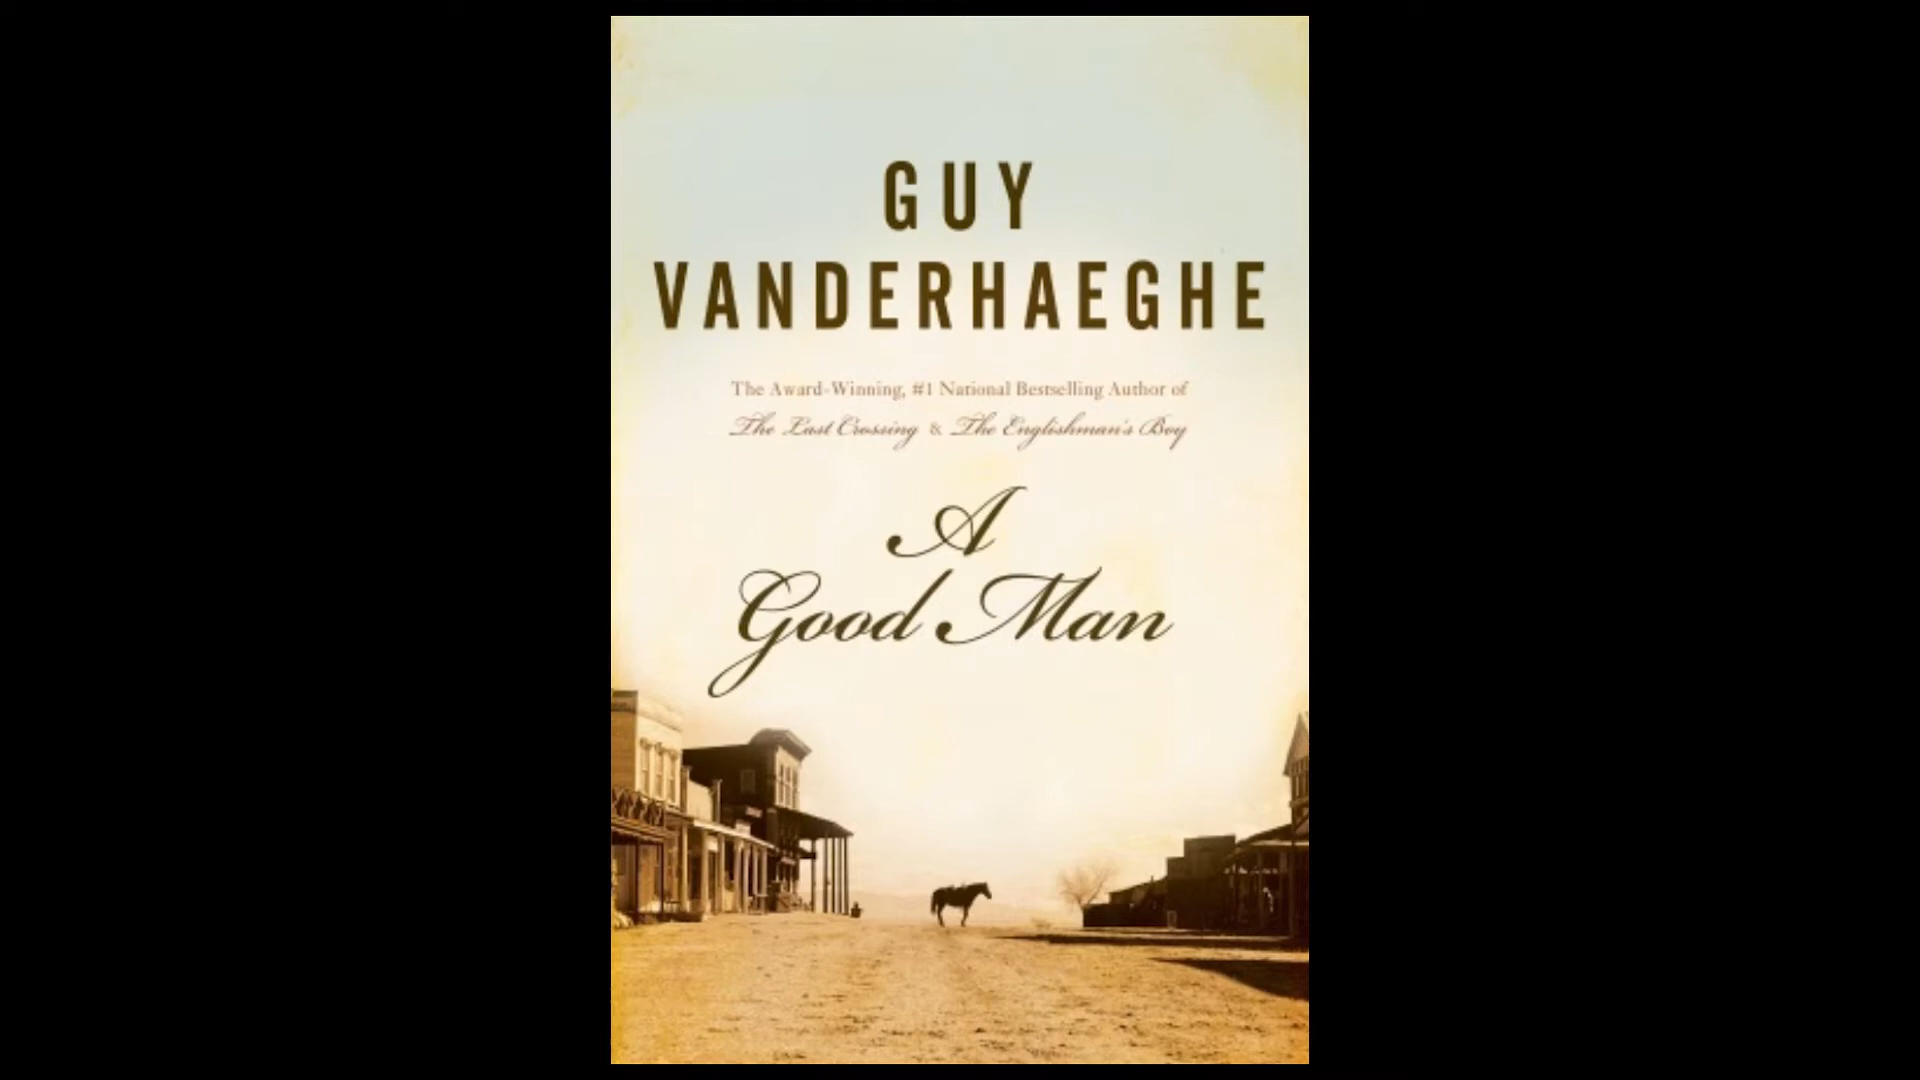 GUY
VANDERHAEGHE
The Award-Winning, #1 National Bestselling Author of
The Last Crossing & The Englishman's Boy
A
Good Man